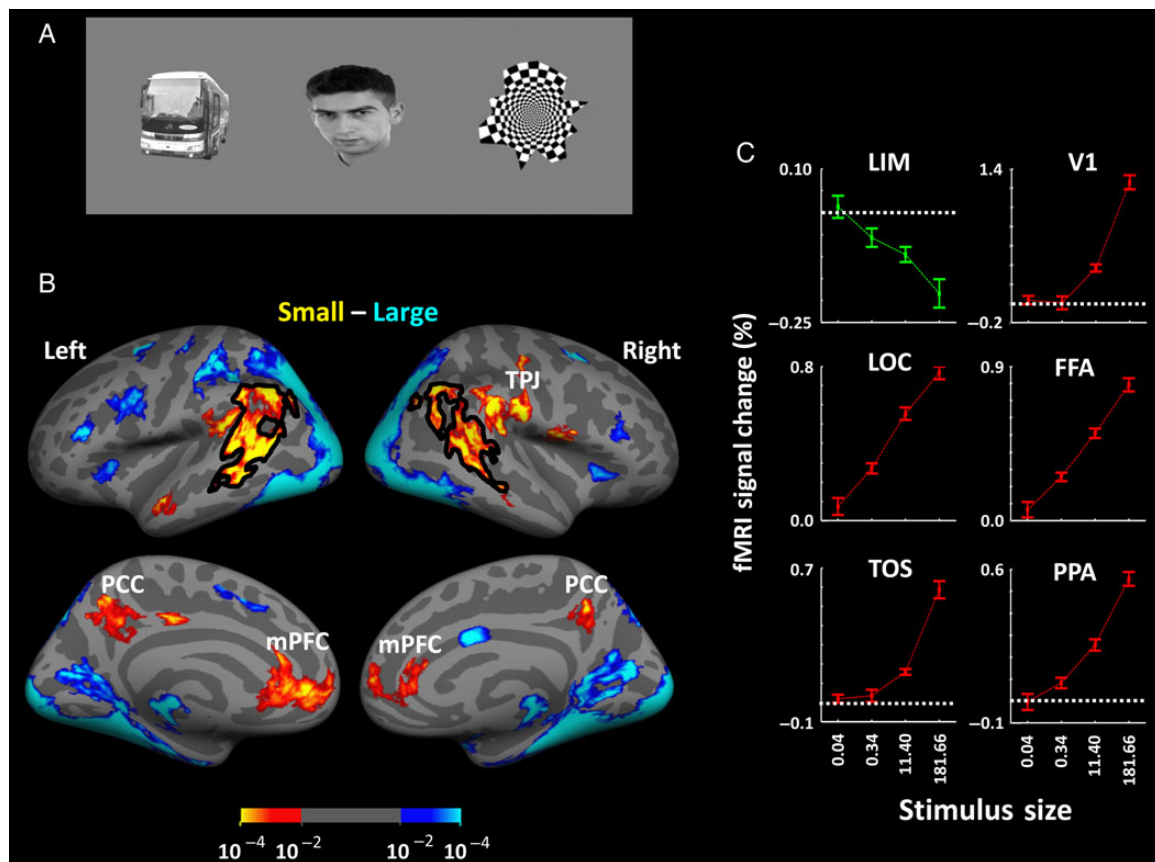 A
B
Small – Large
Left
Right
TPJ
PCC
PCC
mPFC
mPFC
10⁻⁴ 10⁻² 10⁻² 10⁻⁴
C
fMRI signal change (%)
LIM
0.10
–0.25
V1
1.4
–0.2
LOC
0.8
0.0
FFA
0.9
0.0
TOS
0.7
–0.1
PPA
0.6
–0.1
0.04 0.34 11.40 181.66
0.04 0.34 11.40 181.66
Stimulus size